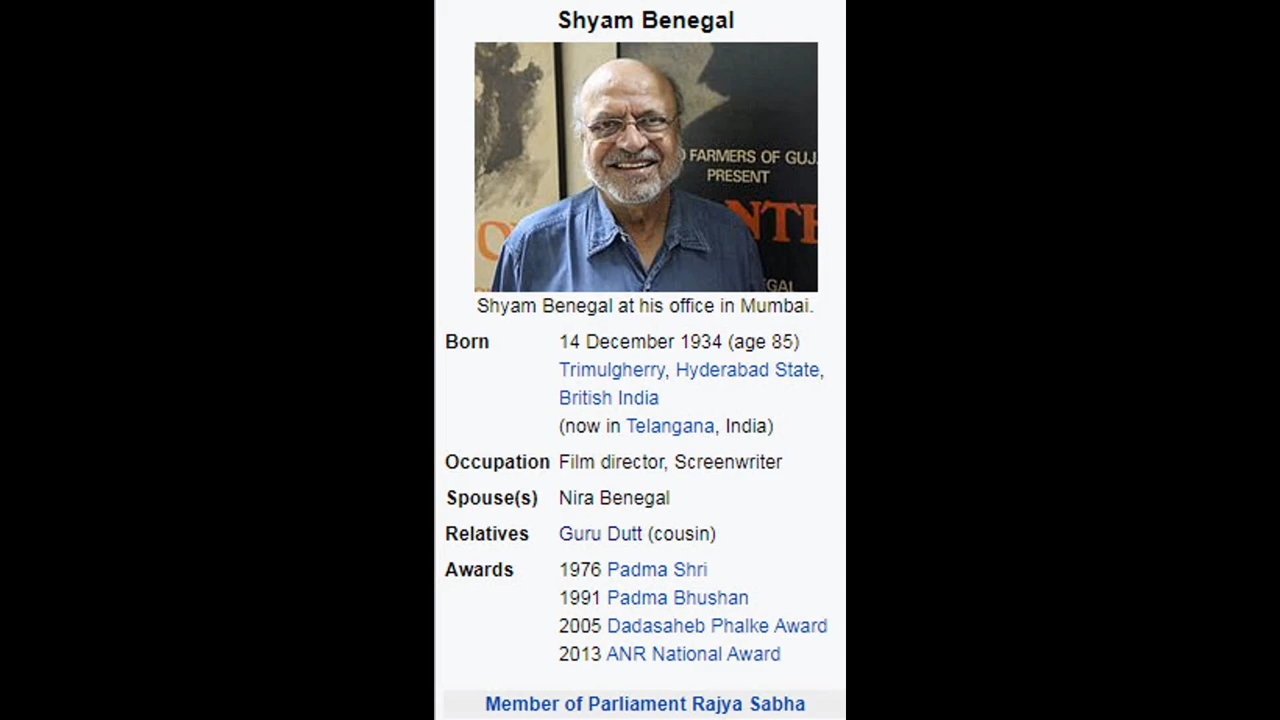 Shyam Benegal
FARMERS OF GUJ
PRESENT
NTH
EGAL
Shyam Benegal at his office in Mumbai.
Born 14 December 1934 (age 85)
Trimulgherry, Hyderabad State,
British India
(now in Telangana, India)
Occupation Film director, Screenwriter
Spouse(s) Nira Benegal
Relatives Guru Dutt (cousin)
Awards 1976 Padma Shri
1991 Padma Bhushan
2005 Dadasaheb Phalke Award
2013 ANR National Award
Member of Parliament Rajya Sabha